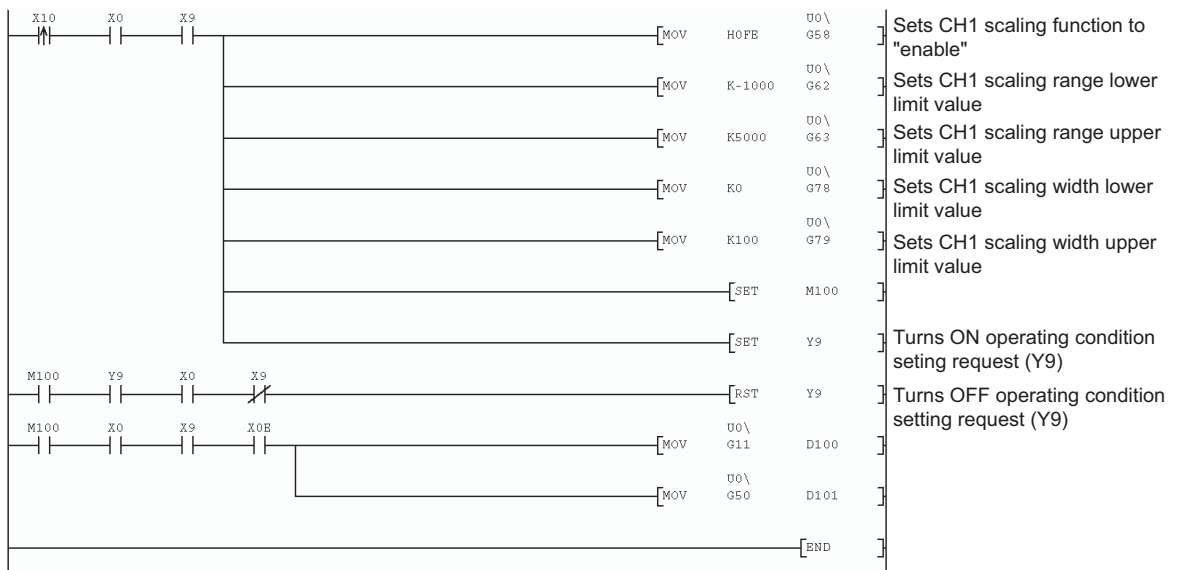 X10 X0 X9
U0\
MOV H0FE G58
Sets CH1 scaling function to
"enable"
U0\
MOV K-1000 G62
Sets CH1 scaling range lower
limit value
U0\
MOV K5000 G63
Sets CH1 scaling range upper
limit value
U0\
MOV K0 G78
Sets CH1 scaling width lower
limit value
U0\
MOV K100 G79
Sets CH1 scaling width upper
limit value
SET M100
SET Y9
Turns ON operating condition
seting request (Y9)
M100 Y9 X0 X9
RST Y9
Turns OFF operating condition
setting request (Y9)
M100 X0 X9 X0E
U0\
MOV G11 D100
U0\
MOV G50 D101
END